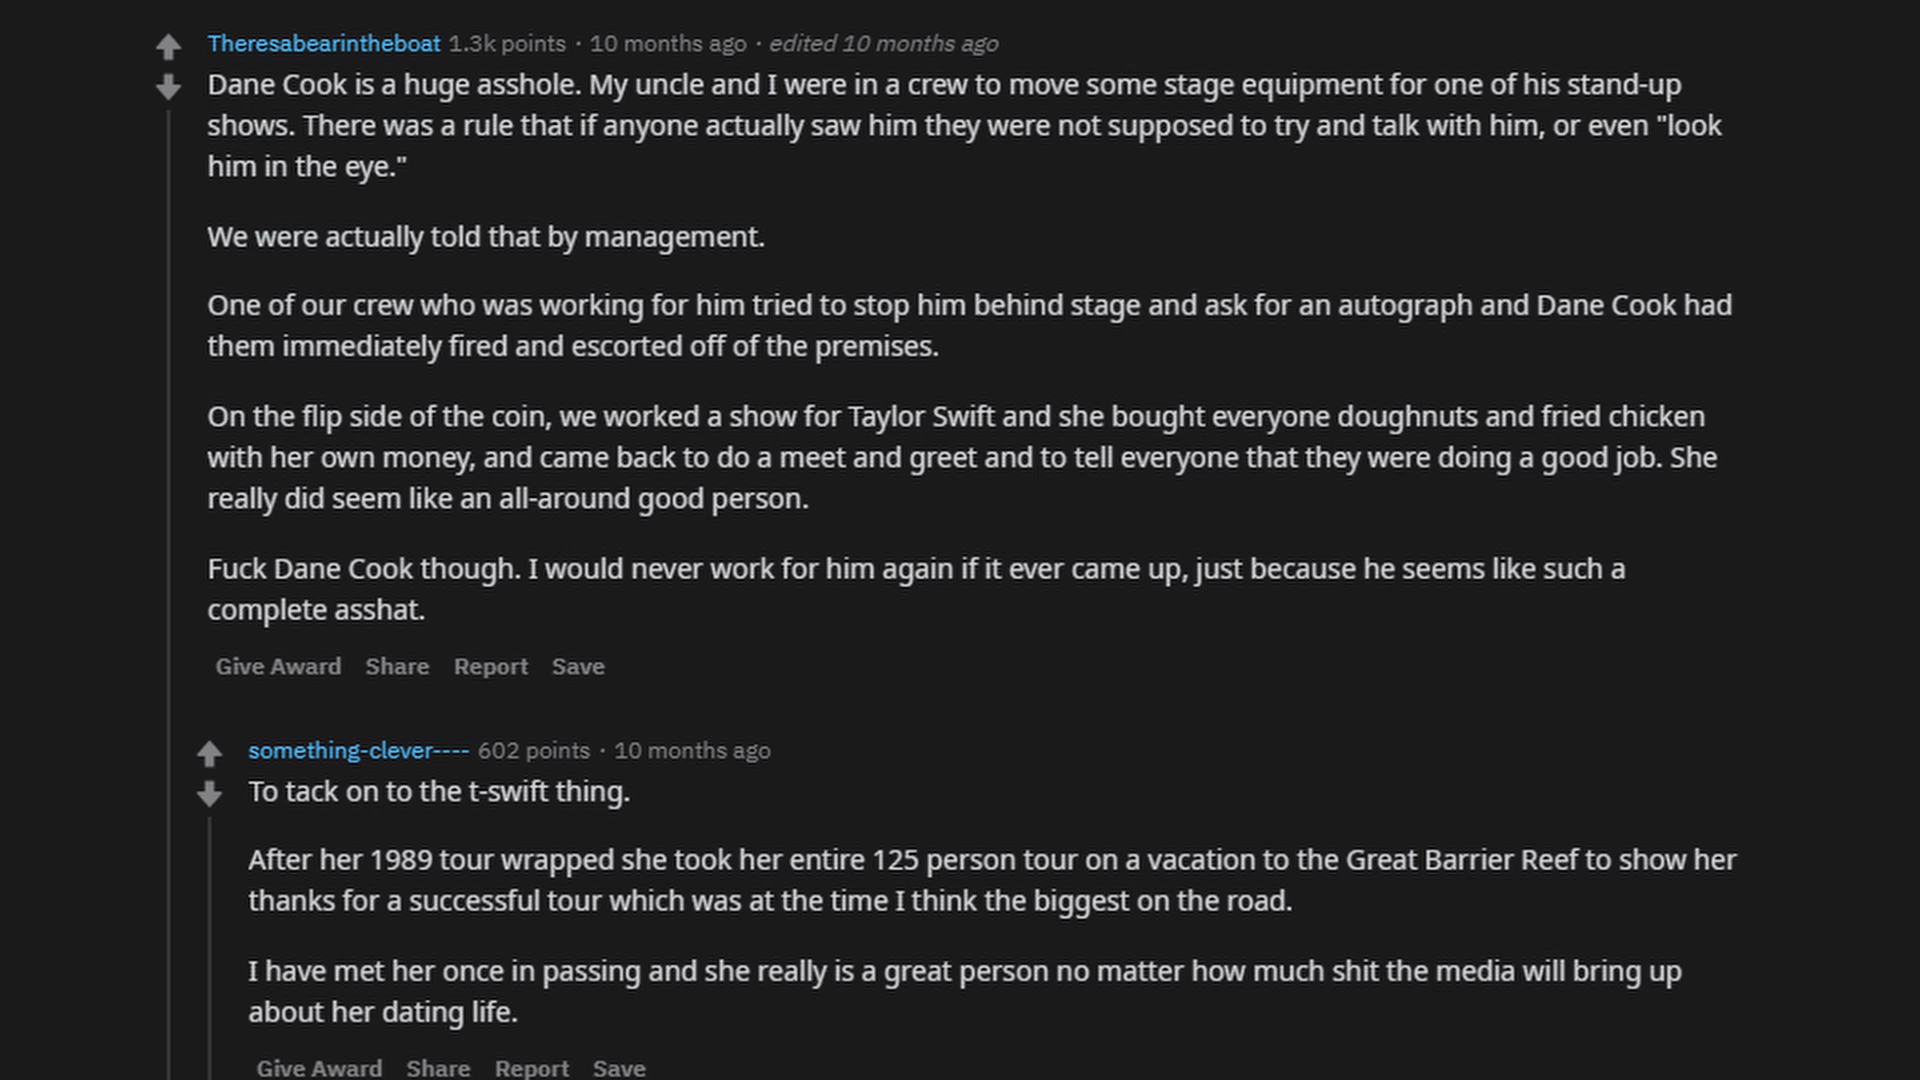 Theresabearintheboat 1.3k points · 10 months ago · edited 10 months ago
Dane Cook is a huge asshole. My uncle and I were in a crew to move some stage equipment for one of his stand-up
shows. There was a rule that if anyone actually saw him they were not supposed to try and talk with him, or even "look
him in the eye."
We were actually told that by management.
One of our crew who was working for him tried to stop him behind stage and ask for an autograph and Dane Cook had
them immediately fired and escorted off of the premises.
On the flip side of the coin, we worked a show for Taylor Swift and she bought everyone doughnuts and fried chicken
with her own money, and came back to do a meet and greet and to tell everyone that they were doing a good job. She
really did seem like an all-around good person.
Fuck Dane Cook though. I would never work for him again if it ever came up, just because he seems like such a
complete asshat.
Give Award Share Report Save
something-clever---- 602 points · 10 months ago
To tack on to the t-swift thing.
After her 1989 tour wrapped she took her entire 125 person tour on a vacation to the Great Barrier Reef to show her
thanks for a successful tour which was at the time I think the biggest on the road.
I have met her once in passing and she really is a great person no matter how much shit the media will bring up
about her dating life.
Give Award Share Report Save